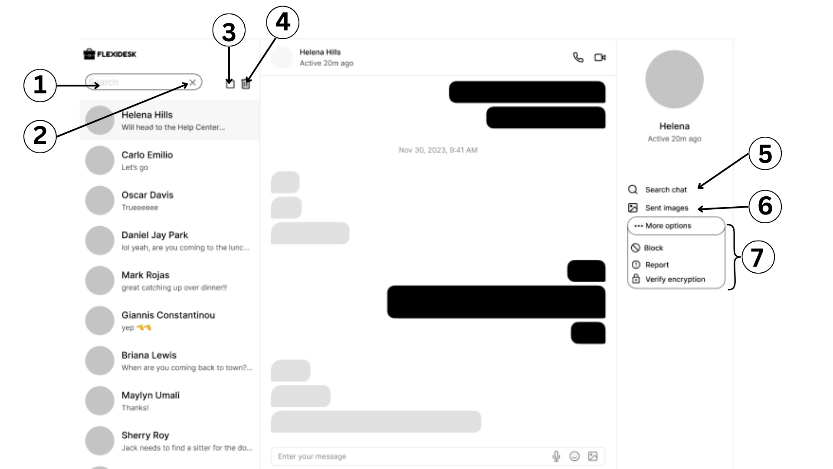 3
4
FLEXIDESK
Helena Hills
Active 20m ago
1
Search
2
Helena Hills
Will head to the Help Center...
Carlo Emilio
Let's go
Oscar Davis
Trueeeeee
Daniel Jay Park
lol yeah, are you coming to the lunc...
Mark Rojas
great catching up over dinner!!
Giannis Constantinou
yep 🤝
Briana Lewis
When are you coming back to town?...
Maylyn Umali
Thanks!
Sherry Roy
Jack needs to find a sitter for the do...
Nov 30, 2023, 9:41 AM
Enter your message
Helena
Active 20m ago
5
Search chat
6
Sent images
••• More options
7
Block
Report
Verify encryption